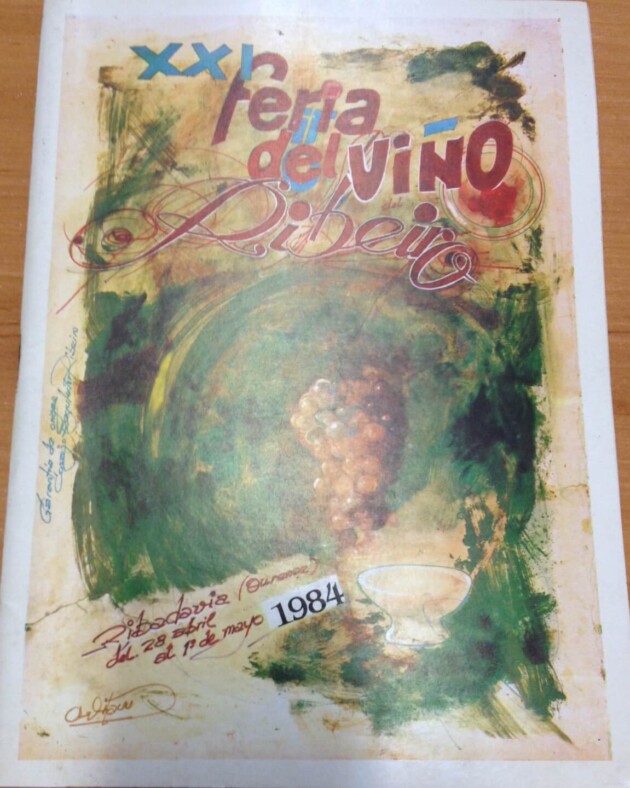 XXI Feria
del VIÑO
del
Ribeiro
Ribadavia (Ourense)
del 28 abril
al 1º de mayo
1984